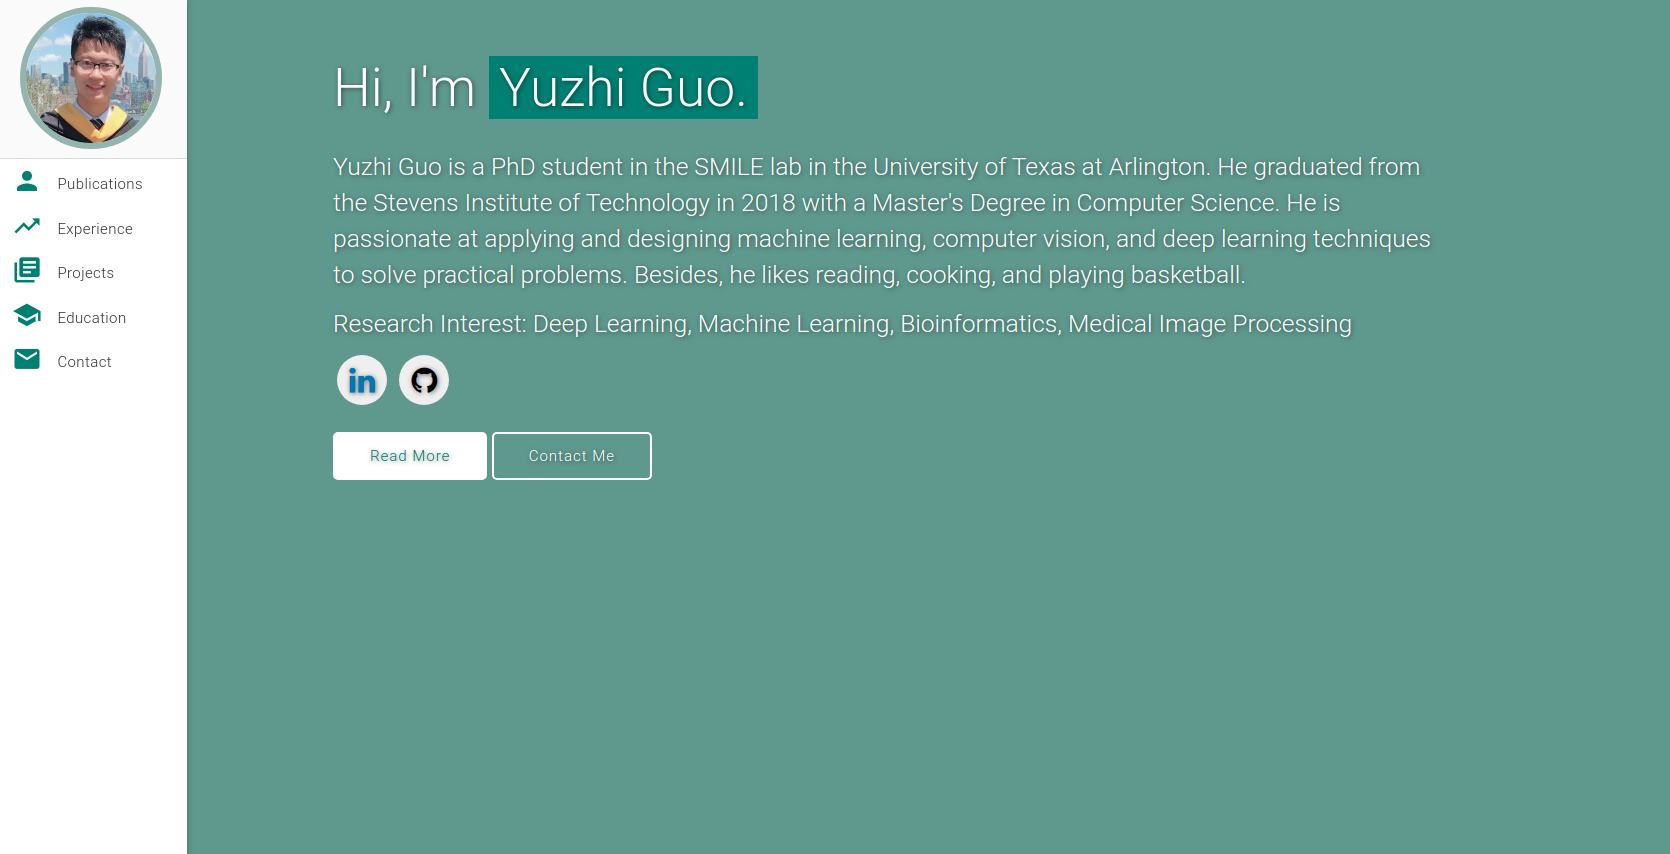 Publications
Experience
Projects
Education
Contact
Hi, I'm Yuzhi Guo.
Yuzhi Guo is a PhD student in the SMILE lab in the University of Texas at Arlington. He graduated from
the Stevens Institute of Technology in 2018 with a Master's Degree in Computer Science. He is
passionate at applying and designing machine learning, computer vision, and deep learning techniques
to solve practical problems. Besides, he likes reading, cooking, and playing basketball.
Research Interest: Deep Learning, Machine Learning, Bioinformatics, Medical Image Processing
in
Read More
Contact Me